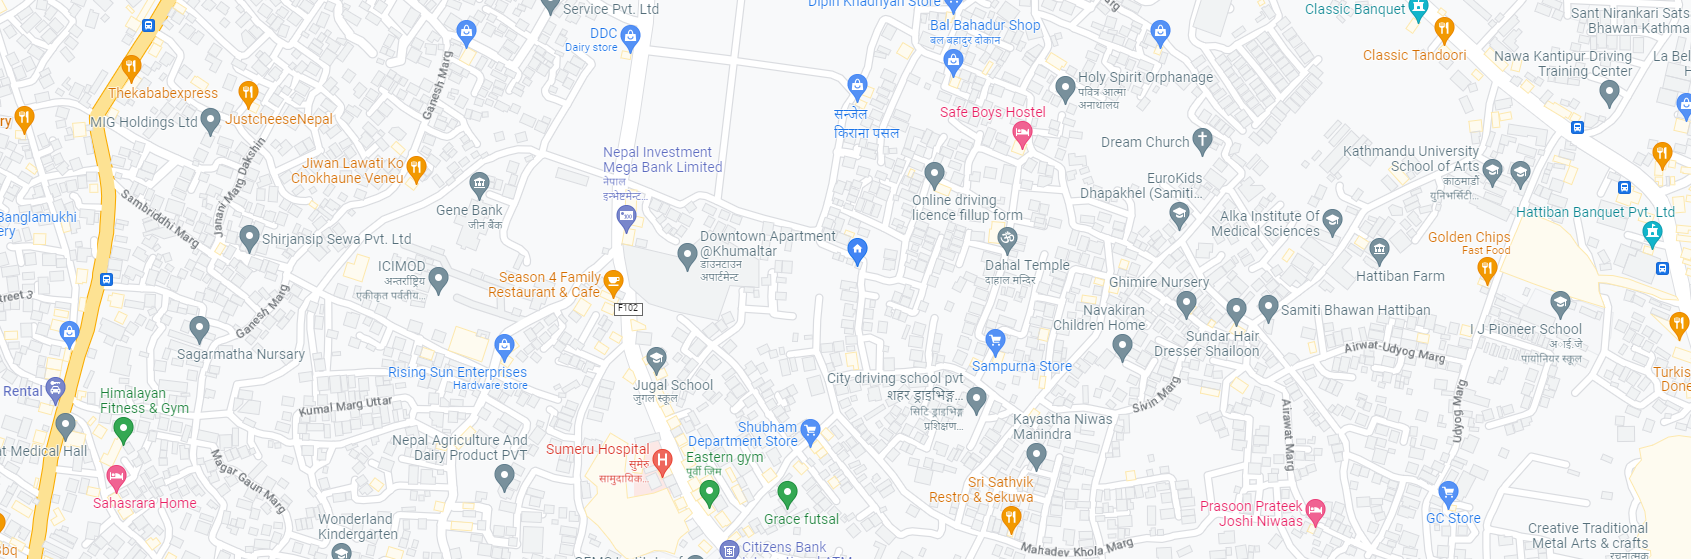 Service Pvt. Ltd
DDC
Dairy store
Dipin Khadhyan Store
Bal Bahadur Shop
बल बहादुर दोकान
Classic Banquet
Classic Tandoori
Sant Nirankari Sats
Bhawan Kathma
Nawa Kantipur Driving
Training Center
La Bel
Thekababexpress
JustcheeseNepal
MIG Holdings Ltd
Ganesh Marg
Janani Marg Dakshin
Sambriddhi Marg
Jiwan Lawati Ko
Chokhaune Veneu
Gene Bank
जीन बैंक
Nepal Investment
Mega Bank Limited
नेपाल
इन्भेष्टमेन्ट...
सन्जेल
किराना पसल
Holy Spirit Orphanage
पवित्र आत्मा
अनाथालय
Safe Boys Hostel
Dream Church
Online driving
licence fillup form
EuroKids
Dhapakhel (Samiti...
Kathmandu University
School of Arts
काठमाडौं
युनिभर्सिटी...
Alka Institute Of
Medical Sciences
Hattiban Banquet Pvt. Ltd
Golden Chips
Fast Food
Hattiban Farm
Banglamukhi
ery
Shirjansip Sewa Pvt. Ltd
ICIMOD
अन्तर्राष्ट्रिय
एकीकृत पर्वतीय...
Season 4 Family
Restaurant & Cafe
Downtown Apartment
@Khumaltar
डाउनटाउन
अपार्टमेन्ट
F102
Dahal Temple
दाहाल मन्दिर
Ghimire Nursery
Navakiran
Children Home
Sundar Hair
Dresser Shailoon
Samiti Bhawan Hattiban
I J Pioneer School
अाई.जे
पायोनियर स्कूल
treet 3
Ganesh Marg
Sagarmatha Nursary
Rising Sun Enterprises
Hardware store
Jugal School
जुगल स्कूल
Sampurna Store
Airwat-Udyog Marg
Turkis
Done
Rental
Himalayan
Fitness & Gym
Kumal Marg Uttar
City driving school pvt
शहर ड्राइभिङ्ग...
सिटि ड्राइभिङ्ग
प्रशिक्षण...
Sivin Marg
Airawat Marg
Udyog Marg
Kayastha Niwas
Manindra
t Medical Hall
Nepal Agriculture And
Dairy Product PVT
Sumeru Hospital
सुमेरु
सामुदायिक...
Shubham
Department Store
Eastern gym
पूर्वी जिम
Grace futsal
Magar Gaun Marg
Sahasrara Home
Wonderland
Kindergarten
Sri Sathvik
Restro & Sekuwa
Prasoon Prateek
Joshi Niwaas
GC Store
Citizens Bank
Mahadev Khola Marg
Creative Traditional
Metal Arts & crafts